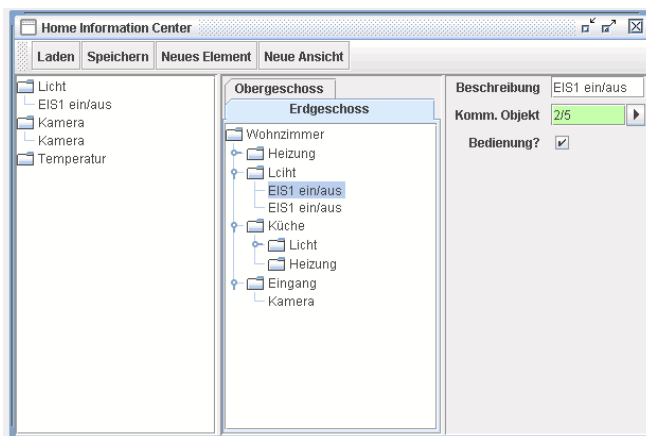 Home Information Center
Laden Speichern Neues Element Neue Ansicht
Licht
EIS1 ein/aus
Kamera
Kamera
Temperatur
Obergeschoss
Erdgeschoss
Wohnzimmer
Heizung
Lciht
EIS1 ein/aus
EIS1 ein/aus
Küche
Licht
Heizung
Eingang
Kamera
Beschreibung EIS1 ein/aus
Komm. Objekt 2/5
Bedienung?